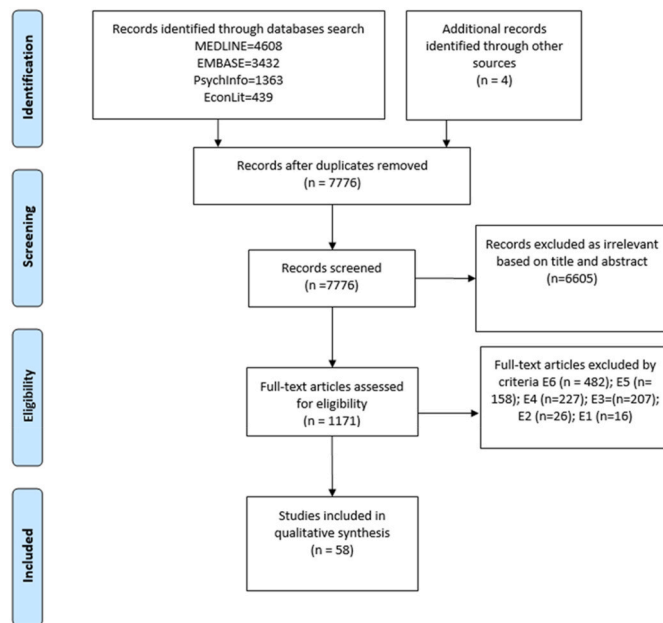 Identification
Records identified through databases search
MEDLINE=4608
EMBASE=3432
PsychInfo=1363
EconLit=439
Additional records
identified through other
sources
(n = 4)
Records after duplicates removed
(n = 7776)
Screening
Records screened
(n =7776)
Records excluded as irrelevant
based on title and abstract
(n=6605)
Eligibility
Full-text articles assessed
for eligibility
(n = 1171)
Full-text articles excluded by
criteria E6 (n = 482); E5 (n=
158); E4 (n=227); E3=(n=207);
E2 (n=26); E1 (n=16)
Included
Studies included in
qualitative synthesis
(n = 58)